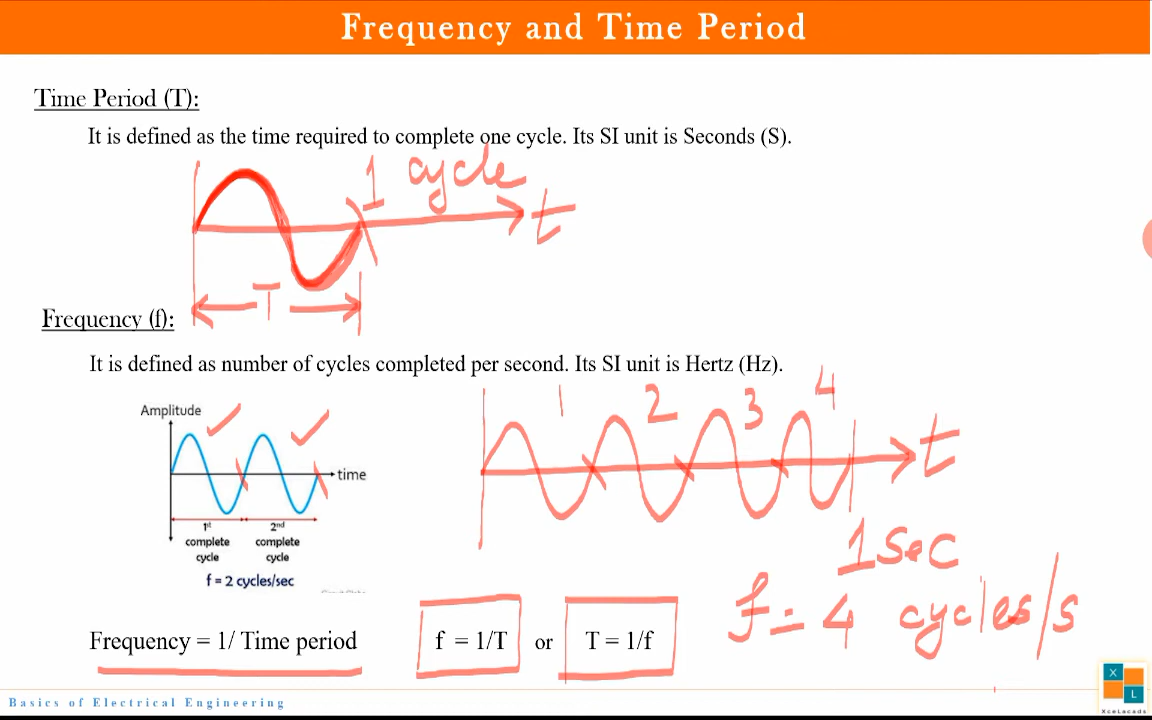 Frequency and Time Period
Time Period (T):
It is defined as the time required to complete one cycle. Its SI unit is Seconds (S).
1 cycle
t
T
Frequency (f):
It is defined as number of cycles completed per second. Its SI unit is Hertz (Hz).
1 2 3 4
t
Amplitude
time
1st 2nd
complete complete
cycle cycle
f = 2 cycles/sec
1 sec
f = 4 cycles/s
Frequency = 1/ Time period
f = 1/T or T = 1/f
Basics of Electrical Engineering
X
L
XceLacads